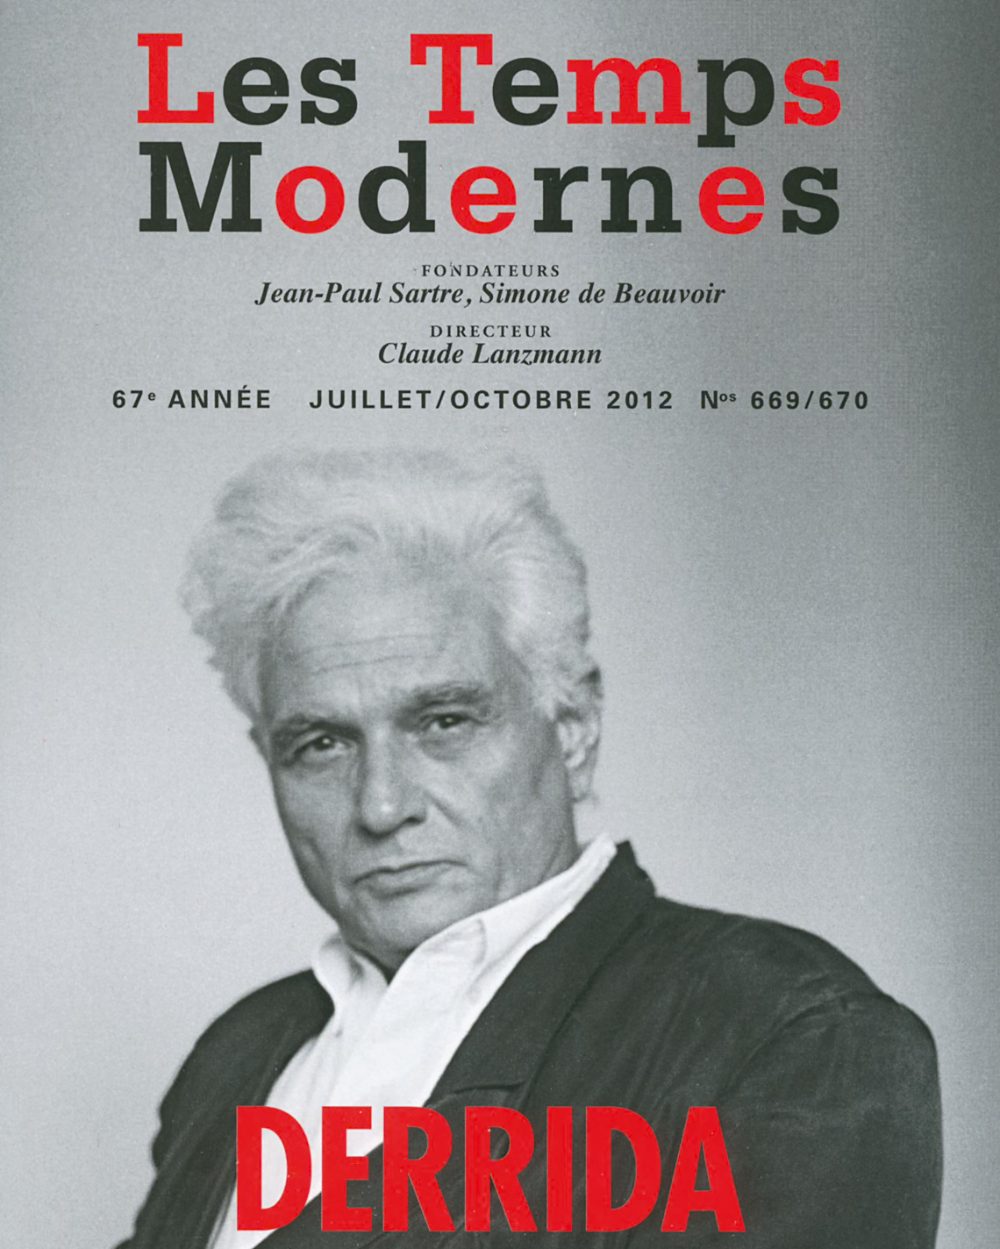 Les Temps
Modernes
FONDATEURS
Jean-Paul Sartre, Simone de Beauvoir
DIRECTEUR
Claude Lanzmann
67e ANNÉE JUILLET/OCTOBRE 2012 Nos 669/670
DERRIDA